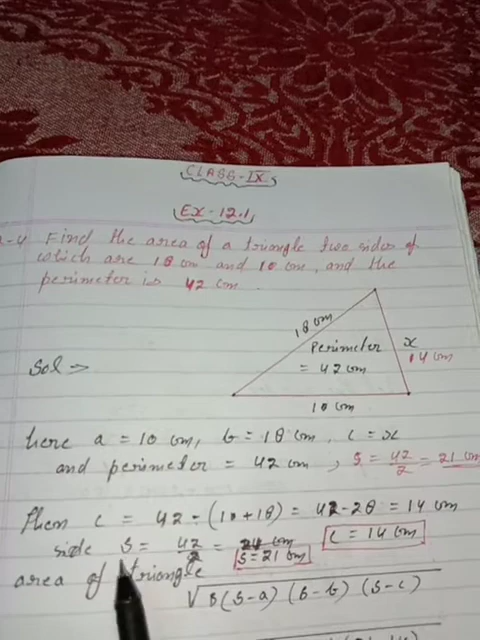 CLASS-IX
EX-12.1
-4 Find the area of a triangle two sides of
which are 18 cm and 10 cm, and the
perimeter is 42 cm.
18 cm
Perimeter x
= 42 cm 14 cm
Sol ->
10 cm
here a = 10 cm, b = 18 cm, c = x
and perimeter = 42 cm, S = 42/2 = 21 cm
Then c = 42 - (10+18) = 42-28 = 14 cm
side S = 42/2 = cm S = 21 cm c = 14 cm
area of triangle
√S(S-a) (S-b) (S-c)